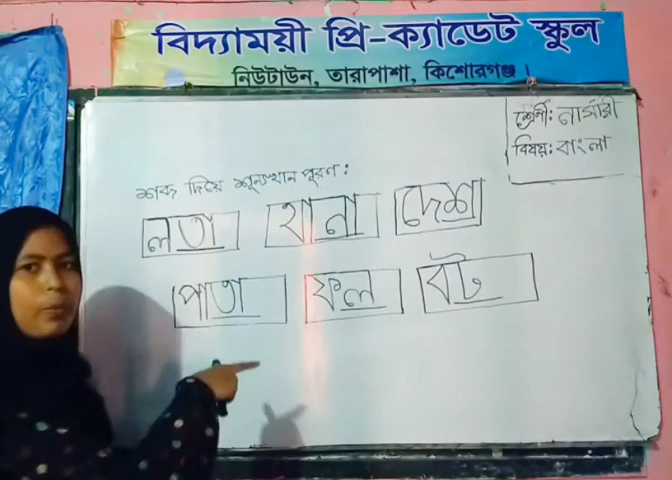 বিদ্যাময়ী প্রি-ক্যাডেট স্কুল
নিউটাউন, তারাপাশা, কিশোরগঞ্জ।
শ্রেণী: নার্সারী
বিষয়: বাংলা
শব্দ দিয়ে শূন্যস্থান পূরণ:
লতা খানা দেশ
পাতা ফল বট